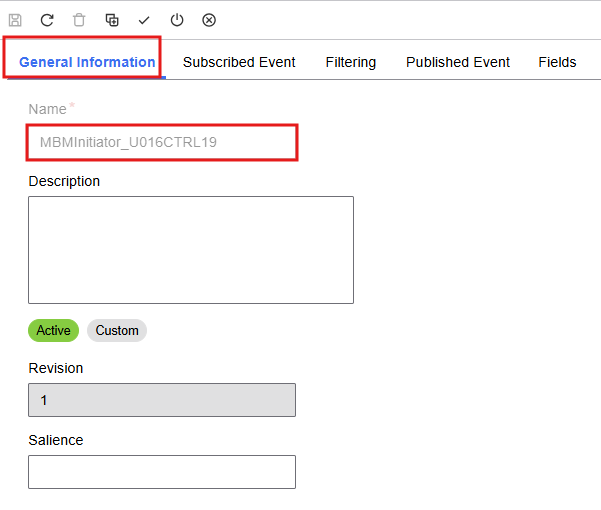 General Information Subscribed Event Filtering Published Event Fields
Name*
MBMInitiator_U016CTRL19
Description
Active Custom
Revision
1
Salience